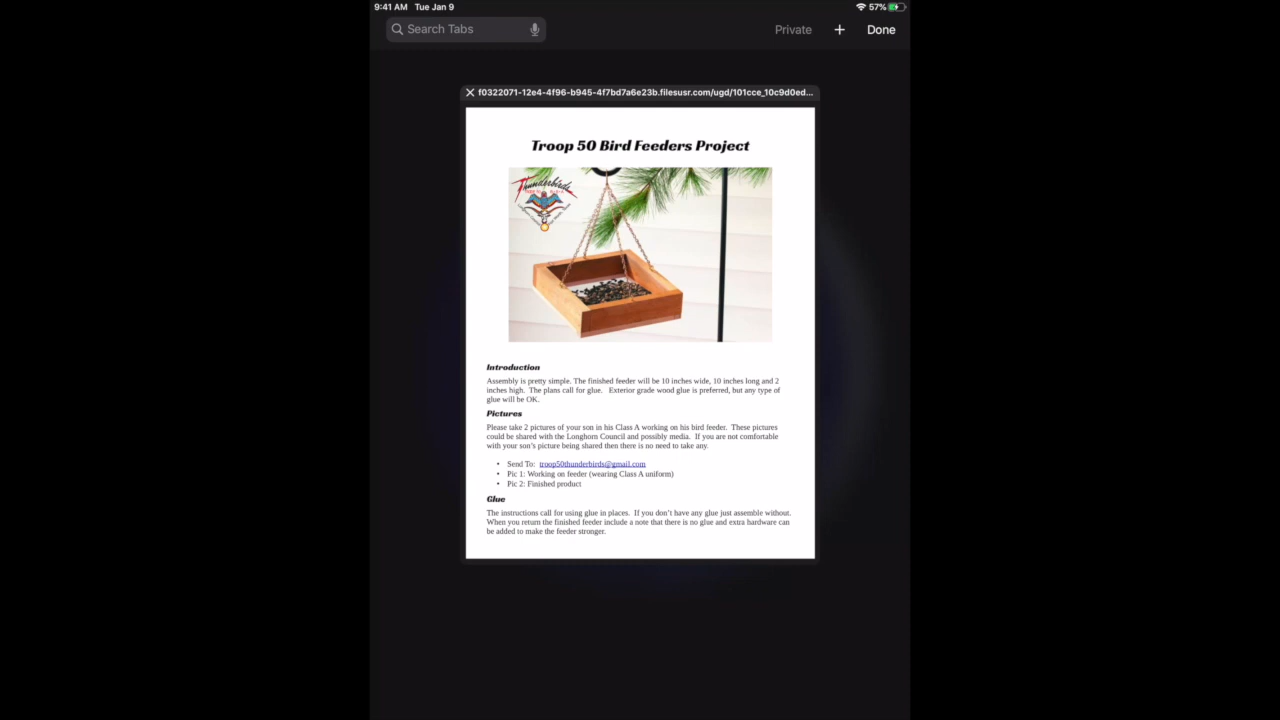 9:41 AM Tue Jan 9
57%
Search Tabs
Private + Done
f0322071-12e4-4f96-b945-4f7bd7a6e23b.filesusr.com/ugd/101cce_10c9d0ed...
Troop 50 Bird Feeders Project
Thunderbirds
Introduction
Assembly is pretty simple. The finished feeder will be 10 inches wide, 10 inches long and 2
inches high. The plans call for glue. Exterior grade wood glue is preferred, but any type of
glue will be OK.
Pictures
Please take 2 pictures of your son in his Class A working on his bird feeder. These pictures
could be shared with the Longhorn Council and possibly media. If you are not comfortable
with your son's picture being shared then there is no need to take any.
• Send To: troop50thunderbirds@gmail.com
• Pic 1: Working on feeder (wearing Class A uniform)
• Pic 2: Finished product
Glue
The instructions call for using glue in places. If you don't have any glue just assemble without.
When you return the finished feeder include a note that there is no glue and extra hardware can
be added to make the feeder stronger.